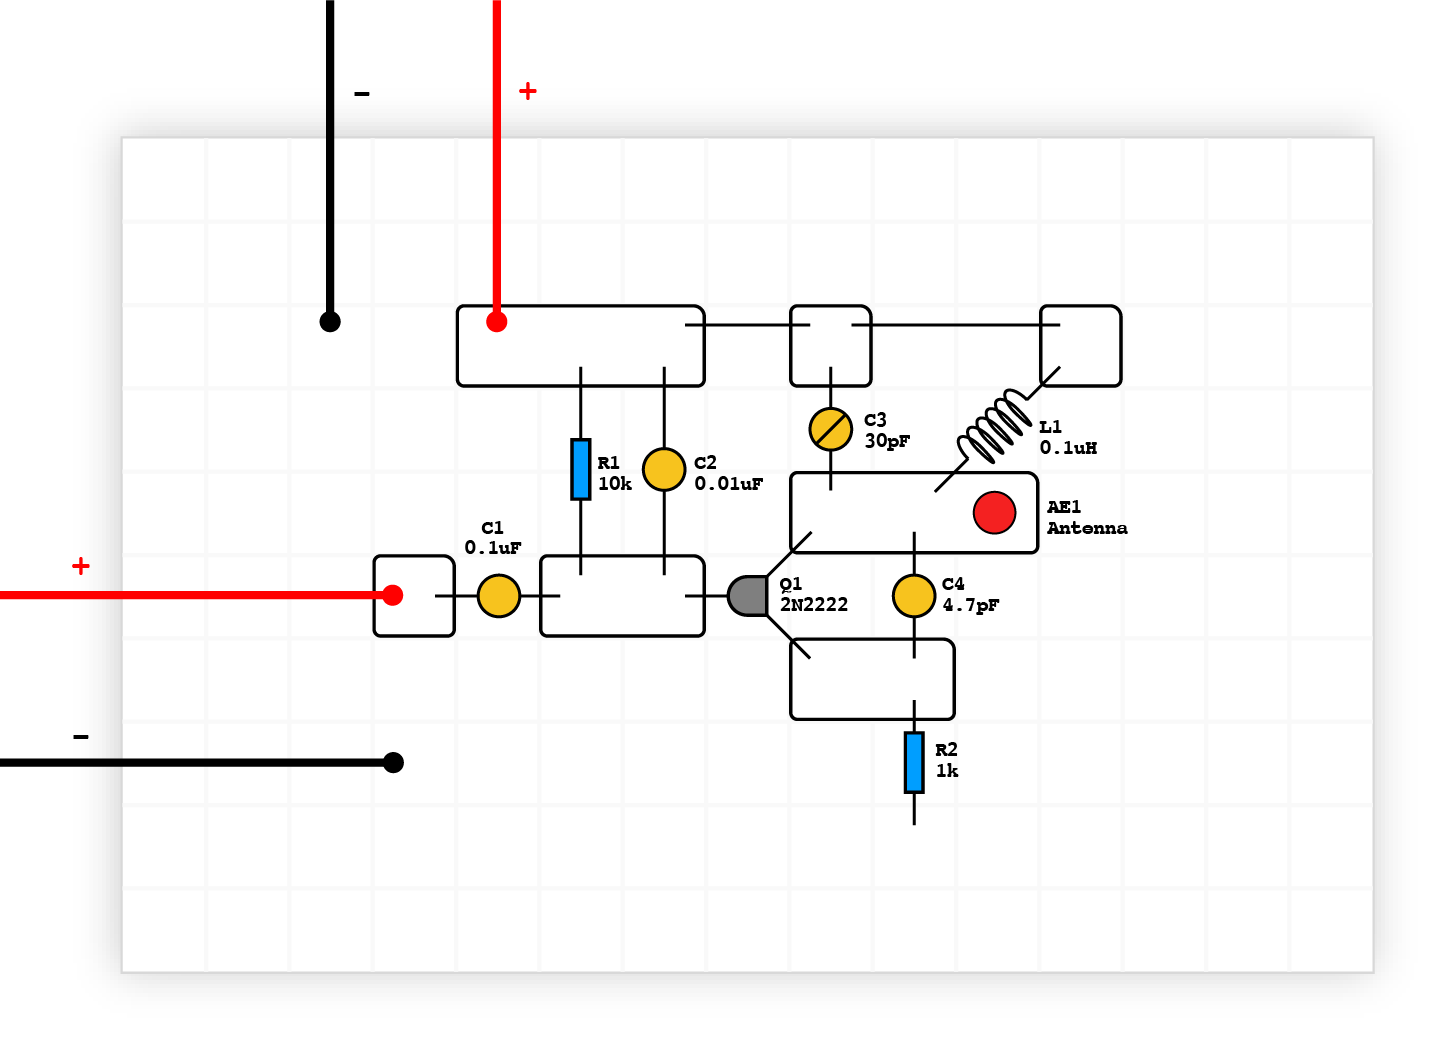 −
+
C3
30pF
L1
0.1uH
R1
10k
C2
0.01uF
AE1
Antenna
C1
0.1uF
+
Q1
2N2222
C4
4.7pF
−
R2
1k